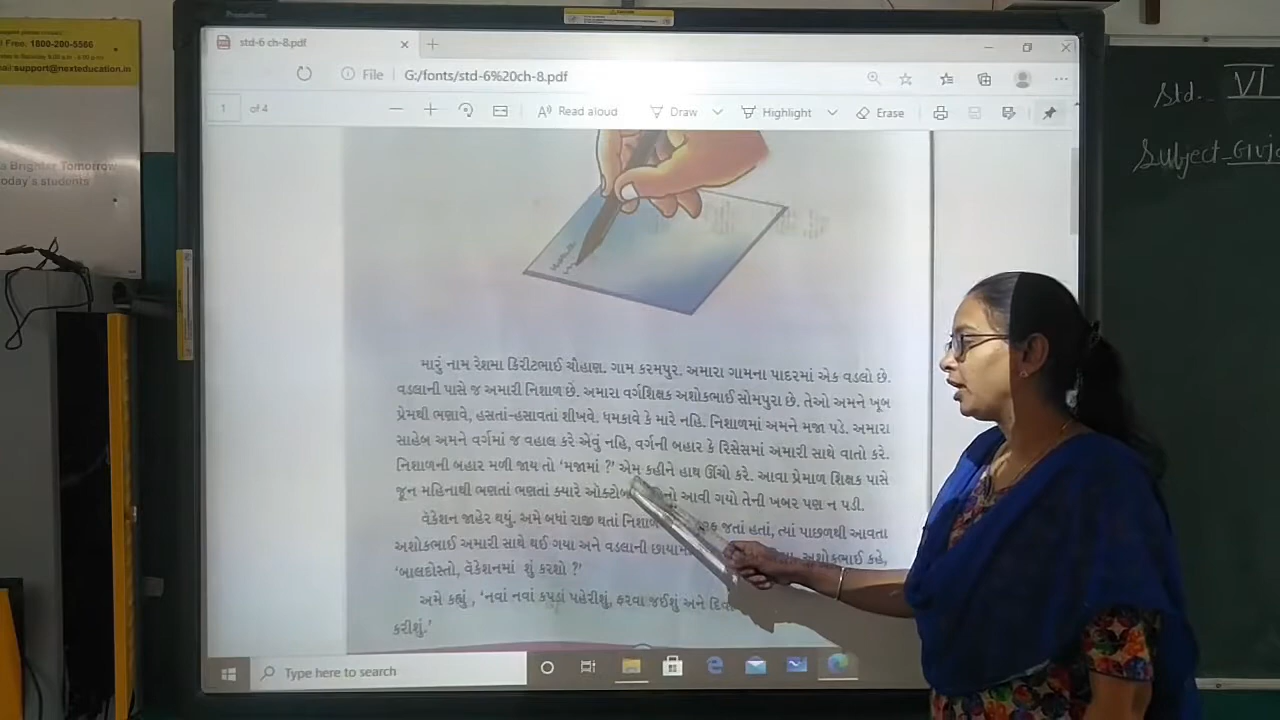 Free. 1800-200-5566
support@nexteducation.in
Brighter Tomorrow
today's students
std-6 ch-8.pdf
File G:/fonts/std-6%20ch-8.pdf
1 of 4 Read aloud Draw Highlight Erase
Std. VI
Subject
મારું નામ રેશમા કિરીટભાઈ ચૌહાણ. ગામ કરમપુર. અમારા ગામના પાદરમાં એક વડલો છે.
વડલાની પાસે જ અમારી નિશાળ છે. અમારા વર્ગશિક્ષક અશોકભાઈ સોમપુરા છે. તેઓ અમને ખૂબ
પ્રેમથી ભણાવે, હસતાં-હસાવતાં શીખવે. ધમકાવે કે મારે નહિ. નિશાળમાં અમને મજા પડે. અમારા
સાહેબ અમને વર્ગમાં જ વહાલ કરે એવું નહિ, વર્ગની બહાર કે રિસેસમાં અમારી સાથે વાતો કરે.
નિશાળની બહાર મળી જાય તો ‘મજામાં ?’ એમ કહીને હાથ ઊંચો કરે. આવા પ્રેમાળ શિક્ષક પાસે
જૂન મહિનાથી ભણતાં ભણતાં ક્યારે આવી ગયો તેની ખબર પણ ન પડી.
વૅકેશન જાહેર થયું. અમે બધાં રાજી થતાં જતાં હતાં, ત્યાં પાછળથી આવતા
અશોકભાઈ અમારી સાથે થઈ ગયા અને વડલાની અશોકભાઈ કહે,
‘બાલદોસ્તો, વૅકેશનમાં શું કરશો ?’
અમે કહ્યું, ‘નવાં નવાં કપડાં પહેરીશું, ફરવા જઈશું અને
કરીશું.’
Type here to search